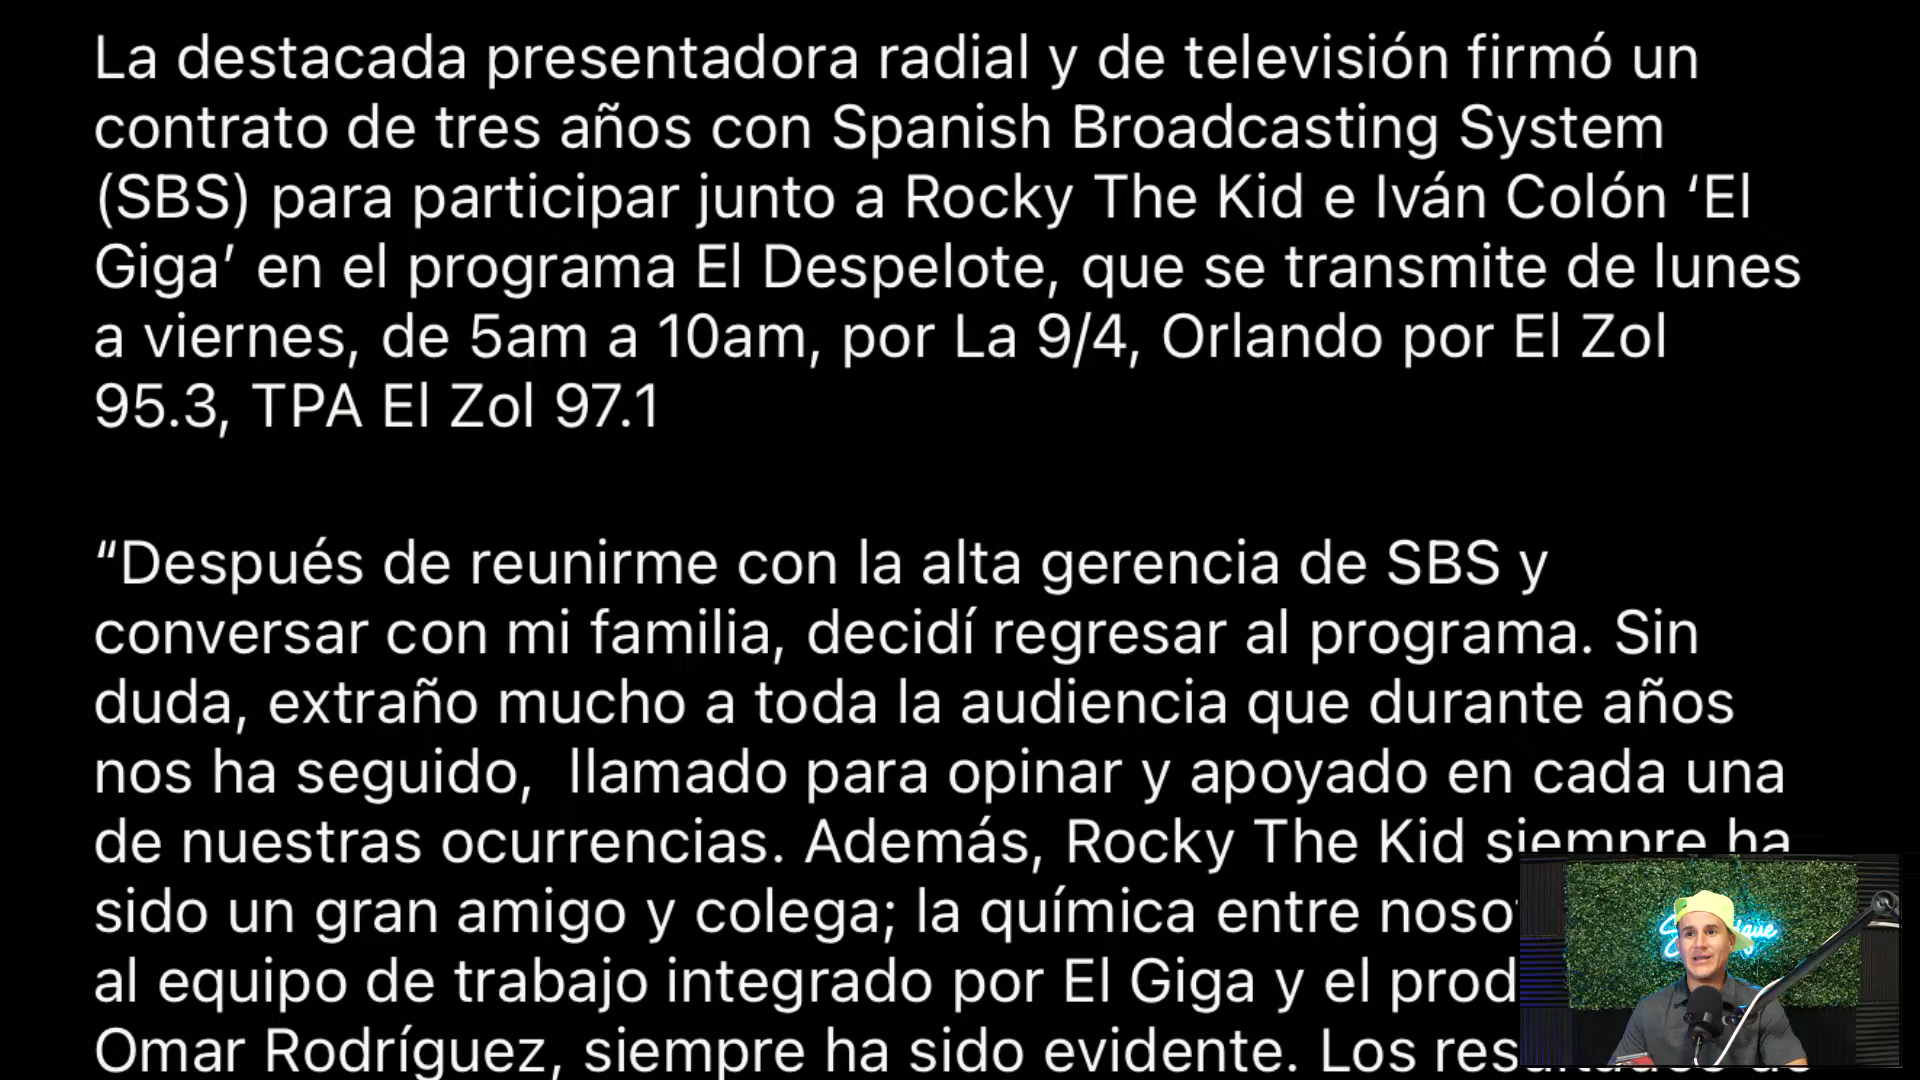 La destacada presentadora radial y de televisión firmó un
contrato de tres años con Spanish Broadcasting System
(SBS) para participar junto a Rocky The Kid e Iván Colón ‘El
Giga’ en el programa El Despelote, que se transmite de lunes
a viernes, de 5am a 10am, por La 9/4, Orlando por El Zol
95.3, TPA El Zol 97.1
“Después de reunirme con la alta gerencia de SBS y
conversar con mi familia, decidí regresar al programa. Sin
duda, extraño mucho a toda la audiencia que durante años
nos ha seguido,  llamado para opinar y apoyado en cada una
de nuestras ocurrencias. Además, Rocky The Kid siempre ha
sido un gran amigo y colega; la química entre
al equipo de trabajo integrado por El Giga y el
Omar Rodríguez, siempre ha sido evidente. Los